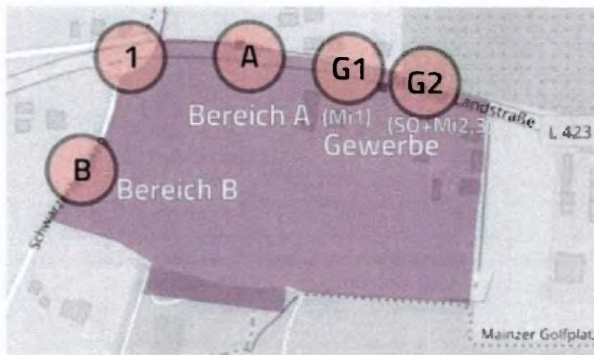 1
A
G1
G2
Bereich A
(Mi1)
(SO+Mi2,3)
Landstraße
L 423
Gewerbe
B
Bereich B
Mainzer Golfplat